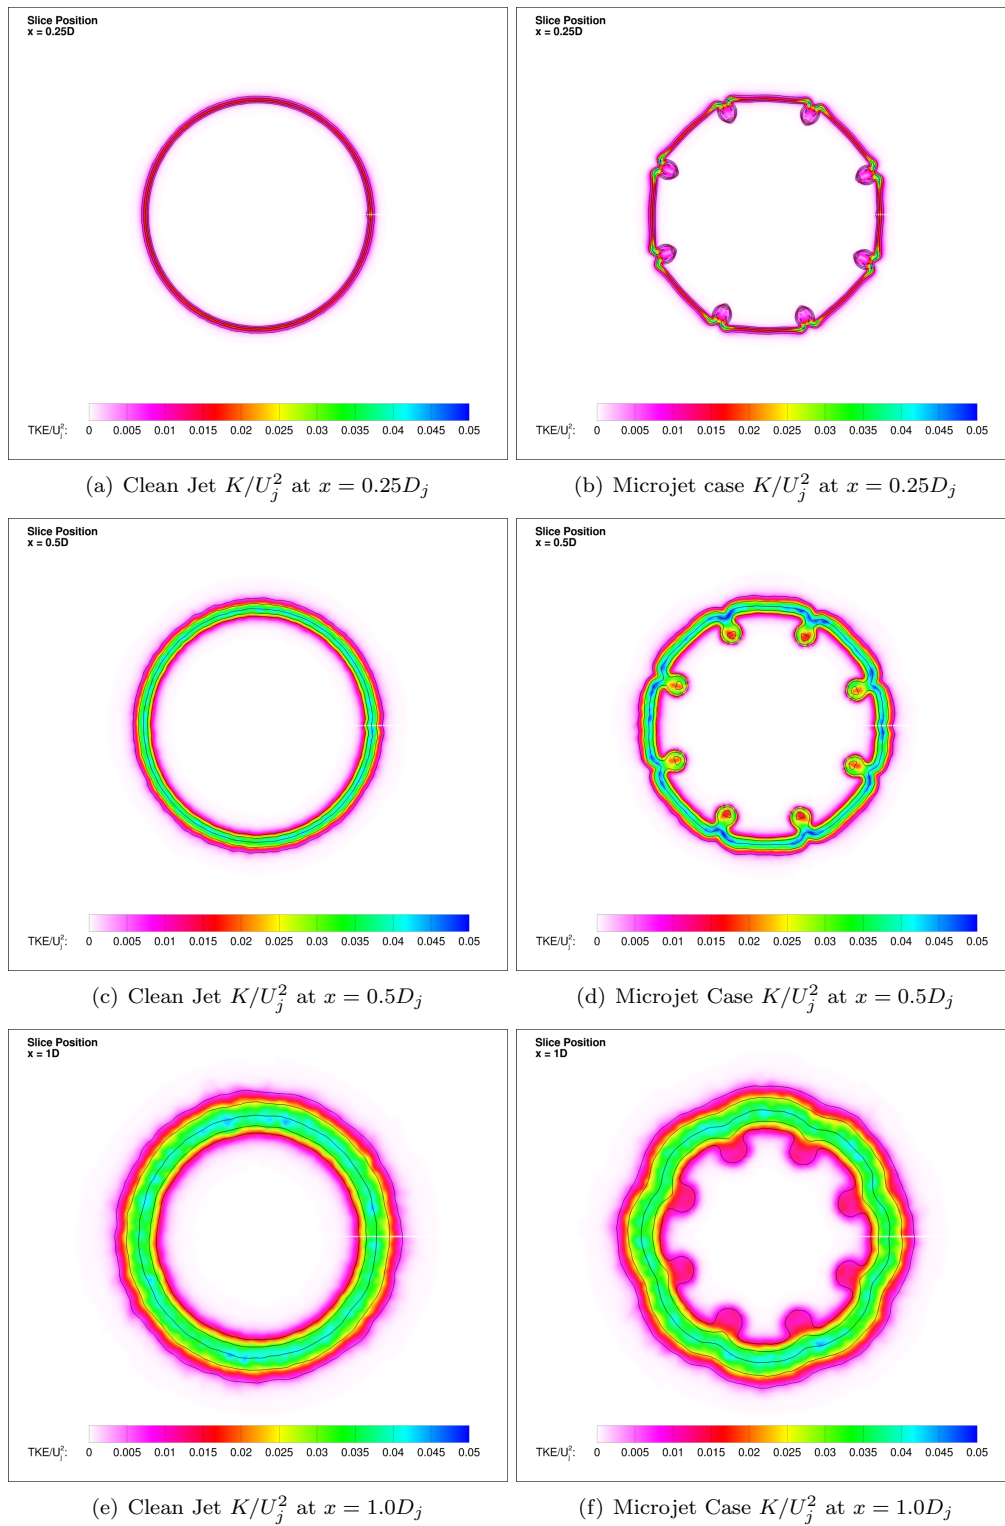 Slice Position
x = 0.25D
TKE/U_j^2: 0 0.005 0.01 0.015 0.02 0.025 0.03 0.035 0.04 0.045 0.05
(a) Clean Jet K/U_j^2 at x = 0.25D_j
Slice Position
x = 0.25D
TKE/U_j^2: 0 0.005 0.01 0.015 0.02 0.025 0.03 0.035 0.04 0.045 0.05
(b) Microjet case K/U_j^2 at x = 0.25D_j
Slice Position
x = 0.5D
TKE/U_j^2: 0 0.005 0.01 0.015 0.02 0.025 0.03 0.035 0.04 0.045 0.05
(c) Clean Jet K/U_j^2 at x = 0.5D_j
Slice Position
x = 0.5D
TKE/U_j^2: 0 0.005 0.01 0.015 0.02 0.025 0.03 0.035 0.04 0.045 0.05
(d) Microjet Case K/U_j^2 at x = 0.5D_j
Slice Position
x = 1D
TKE/U_j^2: 0 0.005 0.01 0.015 0.02 0.025 0.03 0.035 0.04 0.045 0.05
(e) Clean Jet K/U_j^2 at x = 1.0D_j
Slice Position
x = 1D
TKE/U_j^2: 0 0.005 0.01 0.015 0.02 0.025 0.03 0.035 0.04 0.045 0.05
(f) Microjet Case K/U_j^2 at x = 1.0D_j